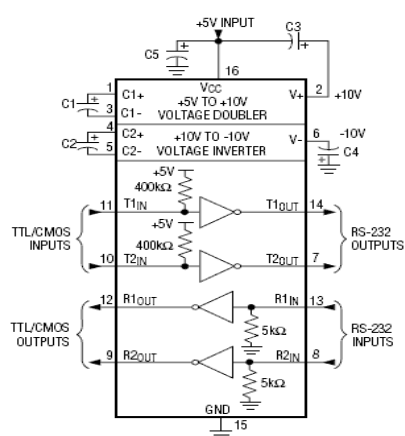 +5V INPUT
C3
C5
16
1
C1+
VCC
V+
2
+10V
C1
+5V TO +10V
3
C1-
VOLTAGE DOUBLER
4
C2+
+10V TO -10V
V-
6
-10V
C2
5
C2-
VOLTAGE INVERTER
C4
+5V
400kΩ
11
T1IN
T1OUT
14
+5V
TTL/CMOS
INPUTS
400kΩ
RS-232
OUTPUTS
10
T2IN
T2OUT
7
12
R1OUT
R1IN
13
TTL/CMOS
OUTPUTS
5kΩ
RS-232
INPUTS
9
R2OUT
R2IN
8
5kΩ
GND
15